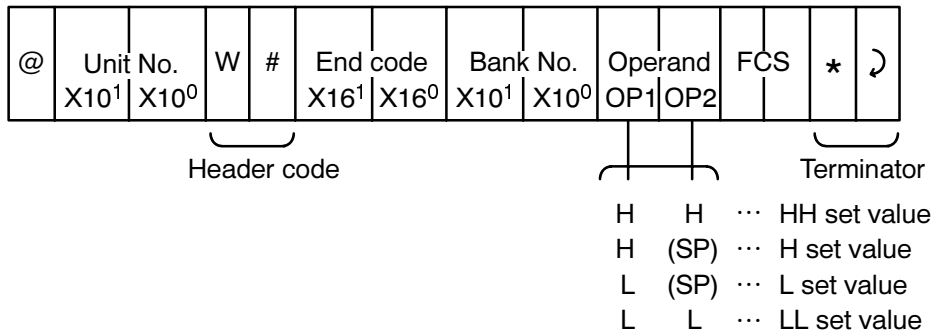 @ Unit No. W # End code Bank No. Operand FCS * ⤸
X10¹ X10⁰ X16¹ X16⁰ X10¹ X10⁰ OP1 OP2
Header code Terminator
H H ··· HH set value
H (SP) ··· H set value
L (SP) ··· L set value
L L ··· LL set value